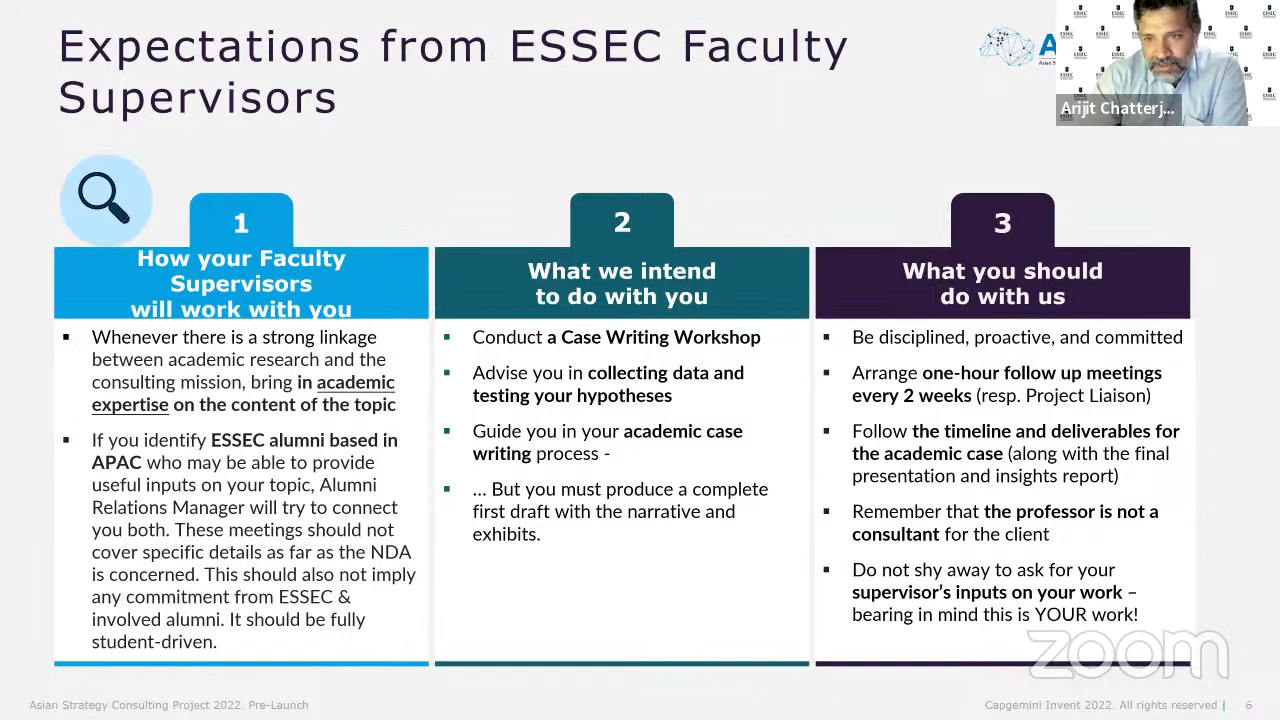 Expectations from ESSEC Faculty
Supervisors
A
Arijit Chatterj...
1
How your Faculty
Supervisors
will work with you
▪ Whenever there is a strong linkage
between academic research and the
consulting mission, bring in academic
expertise on the content of the topic
▪ If you identify ESSEC alumni based in
APAC who may be able to provide
useful inputs on your topic, Alumni
Relations Manager will try to connect
you both. These meetings should not
cover specific details as far as the NDA
is concerned. This should also not imply
any commitment from ESSEC &
involved alumni. It should be fully
student-driven.
2
What we intend
to do with you
▪ Conduct a Case Writing Workshop
▪ Advise you in collecting data and
testing your hypotheses
▪ Guide you in your academic case
writing process -
▪ ... But you must produce a complete
first draft with the narrative and
exhibits.
3
What you should
do with us
▪ Be disciplined, proactive, and committed
▪ Arrange one-hour follow up meetings
every 2 weeks (resp. Project Liaison)
▪ Follow the timeline and deliverables for
the academic case (along with the final
presentation and insights report)
▪ Remember that the professor is not a
consultant for the client
▪ Do not shy away to ask for your
supervisor's inputs on your work –
bearing in mind this is YOUR work!
zoom
Asian Strategy Consulting Project 2022. Pre-Launch
Capgemini Invent 2022. All rights reserved | 6